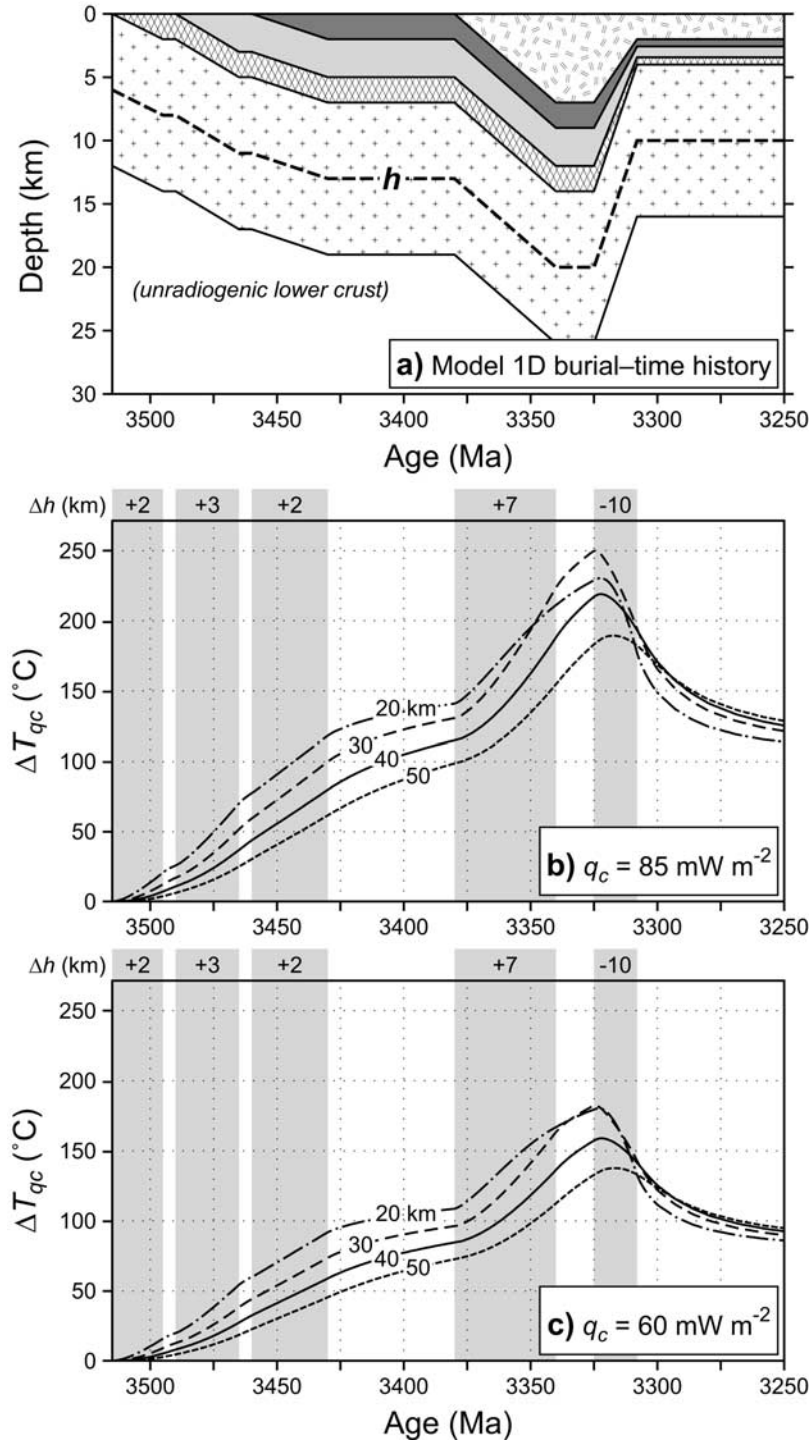 0
5
10
15
20
25
30
Depth (km)
h
(unradiogenic lower crust)
a) Model 1D burial–time history
3500 3450 3400 3350 3300 3250
Age (Ma)
Δh (km) +2 +3 +2 +7 -10
250
200
150
100
50
0
ΔTqc (˚C)
20 km
30
40
50
b) qc = 85 mW m-2
3500 3450 3400 3350 3300 3250
Δh (km) +2 +3 +2 +7 -10
250
200
150
100
50
0
ΔTqc (˚C)
20 km
30
40
50
c) qc = 60 mW m-2
3500 3450 3400 3350 3300 3250
Age (Ma)